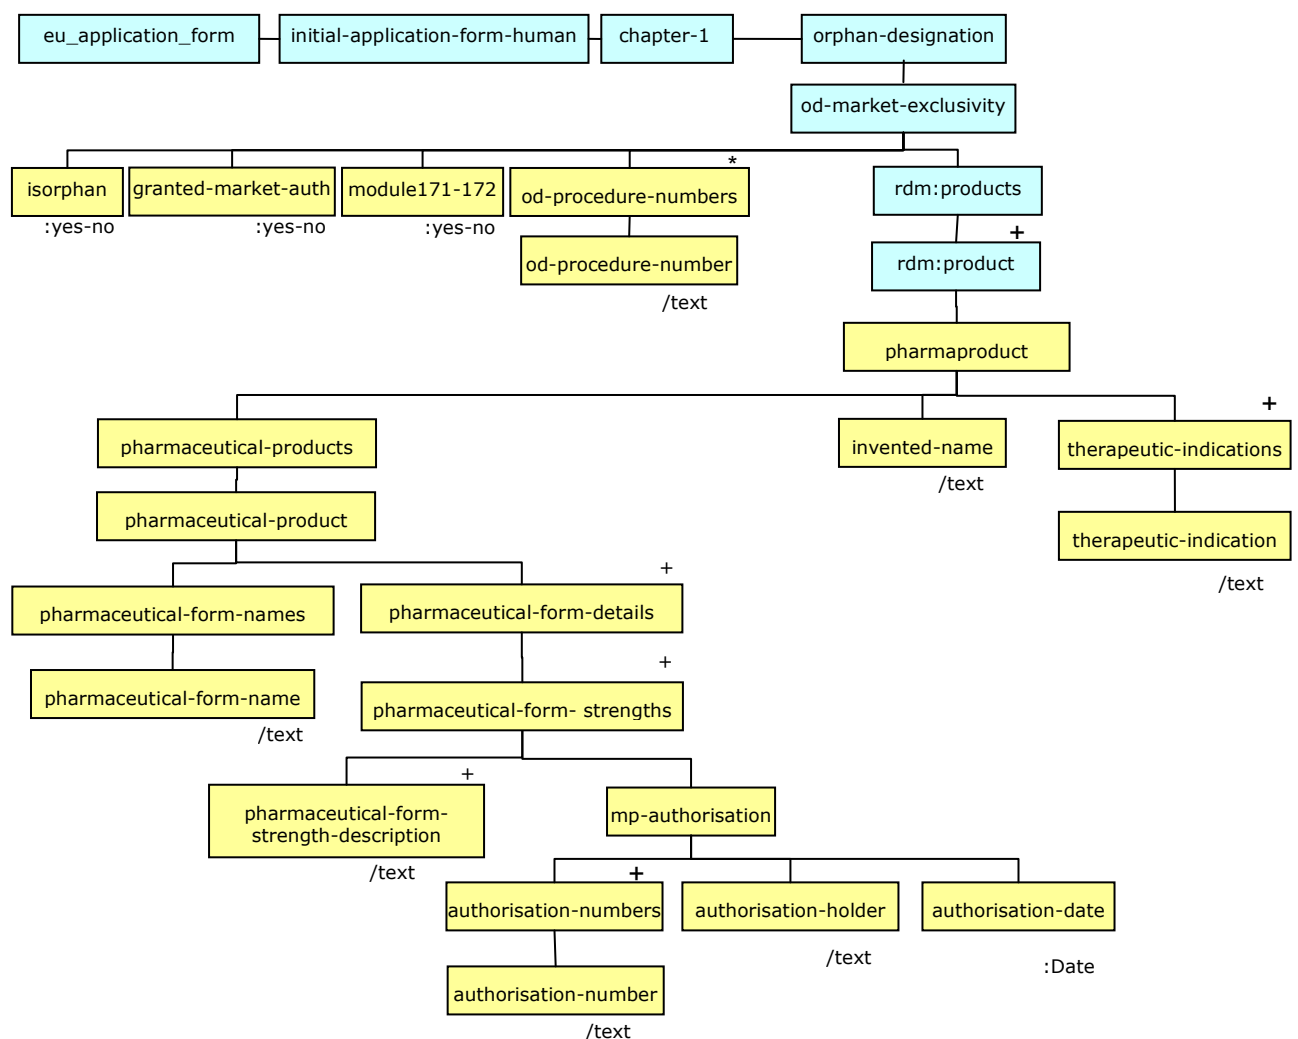 eu_application_form
initial-application-form-human
chapter-1
orphan-designation
od-market-exclusivity
*
isorphan
granted-market-auth
module171-172
od-procedure-numbers
rdm:products
:yes-no
:yes-no
:yes-no
+
od-procedure-number
rdm:product
/text
pharmaproduct
+
pharmaceutical-products
invented-name
therapeutic-indications
/text
pharmaceutical-product
therapeutic-indication
+
/text
pharmaceutical-form-names
pharmaceutical-form-details
+
pharmaceutical-form-name
pharmaceutical-form- strengths
/text
+
pharmaceutical-form-
strength-description
mp-authorisation
/text
+
authorisation-numbers
authorisation-holder
authorisation-date
/text
:Date
authorisation-number
/text